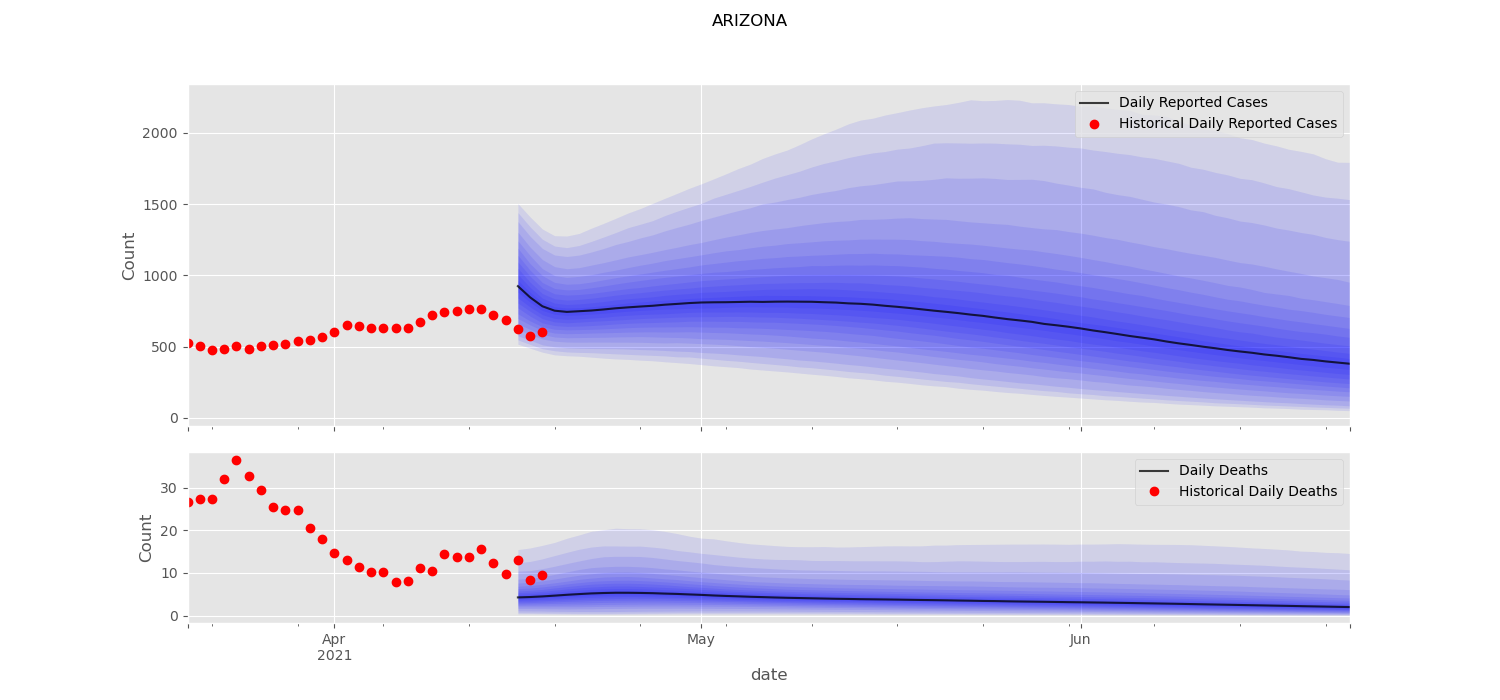 ARIZONA
Daily Reported Cases
Historical Daily Reported Cases
2000
1500
1000
500
0
Count
Daily Deaths
Historical Daily Deaths
30
20
10
0
Count
Apr
2021
May
Jun
date